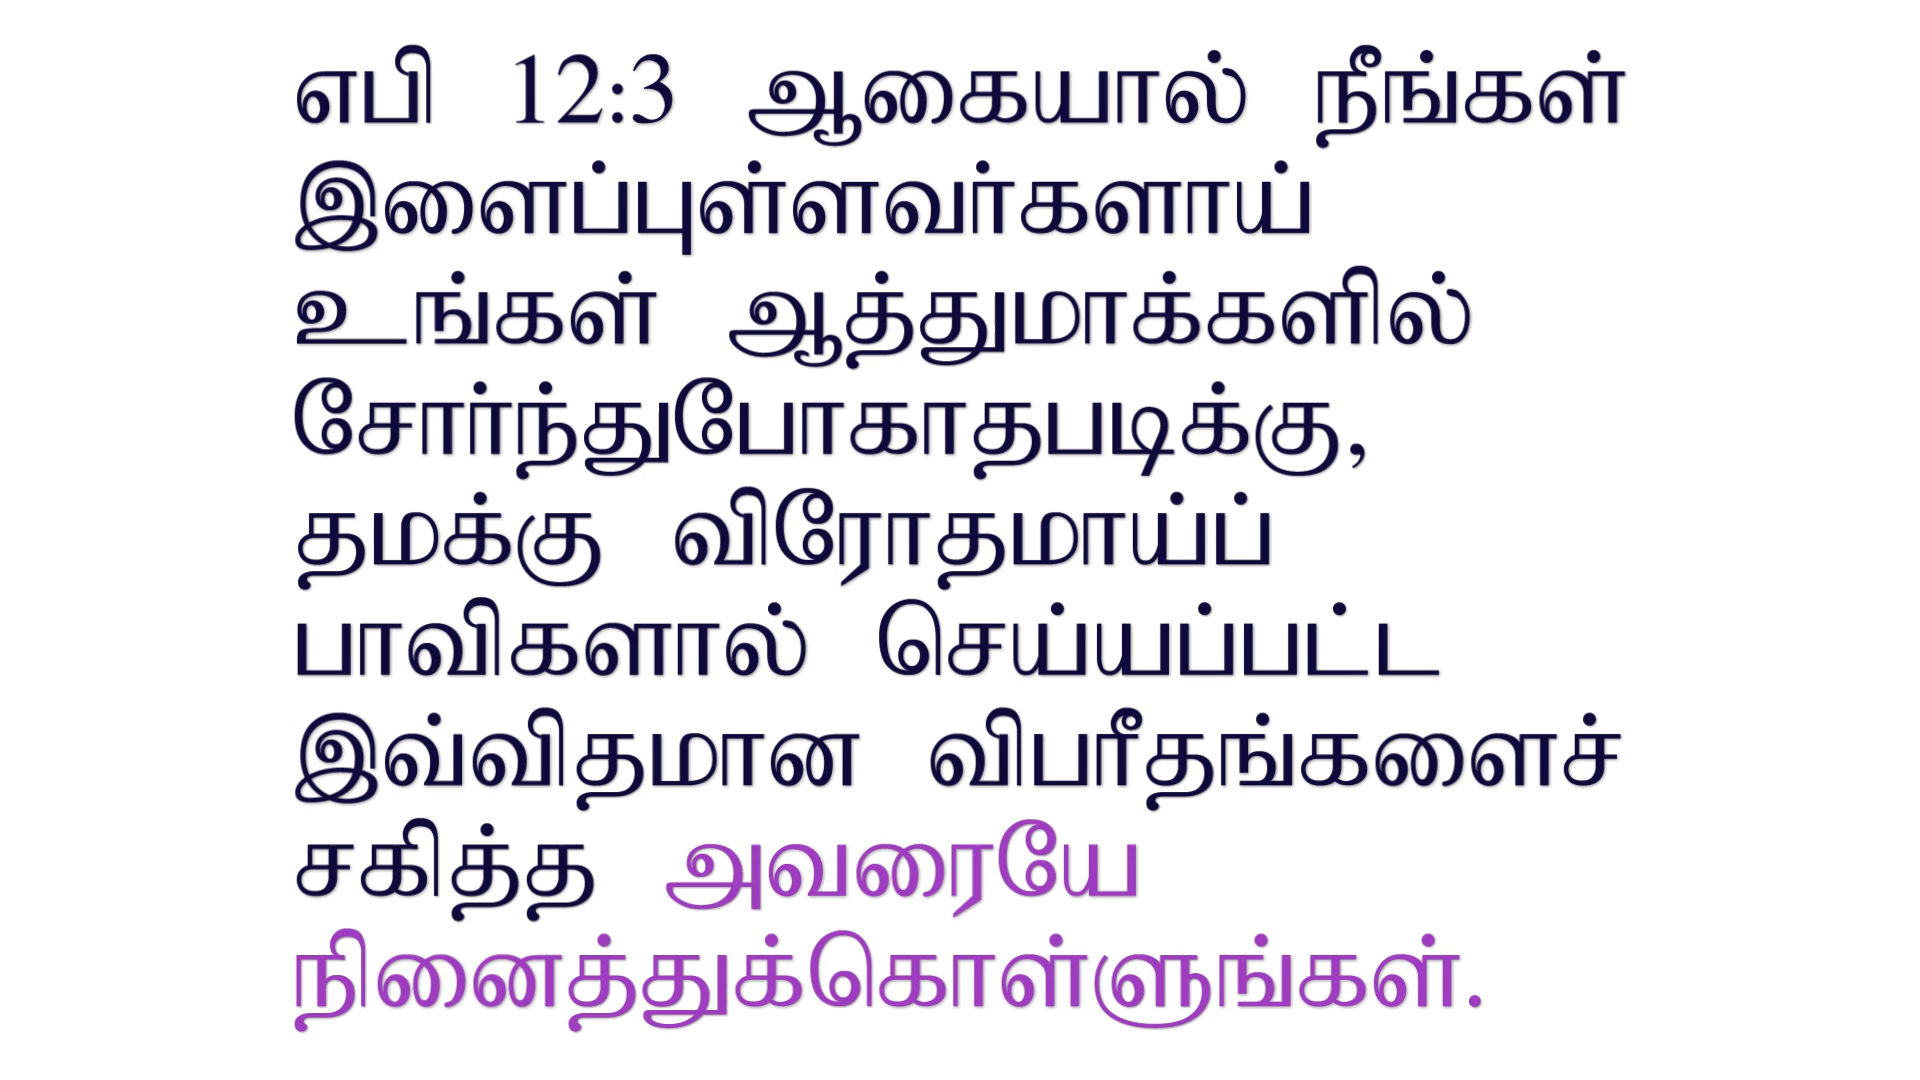 எபி 12:3 ஆகையால் நீங்கள்
இளைப்புள்ளவர்களாய்
உங்கள் ஆத்துமாக்களில்
சோர்ந்துபோகாதபடிக்கு,
தமக்கு விரோதமாய்ப்
பாவிகளால் செய்யப்பட்ட
இவ்விதமான விபரீதங்களைச்
சகித்த அவரையே
நினைத்துக்கொள்ளுங்கள்.